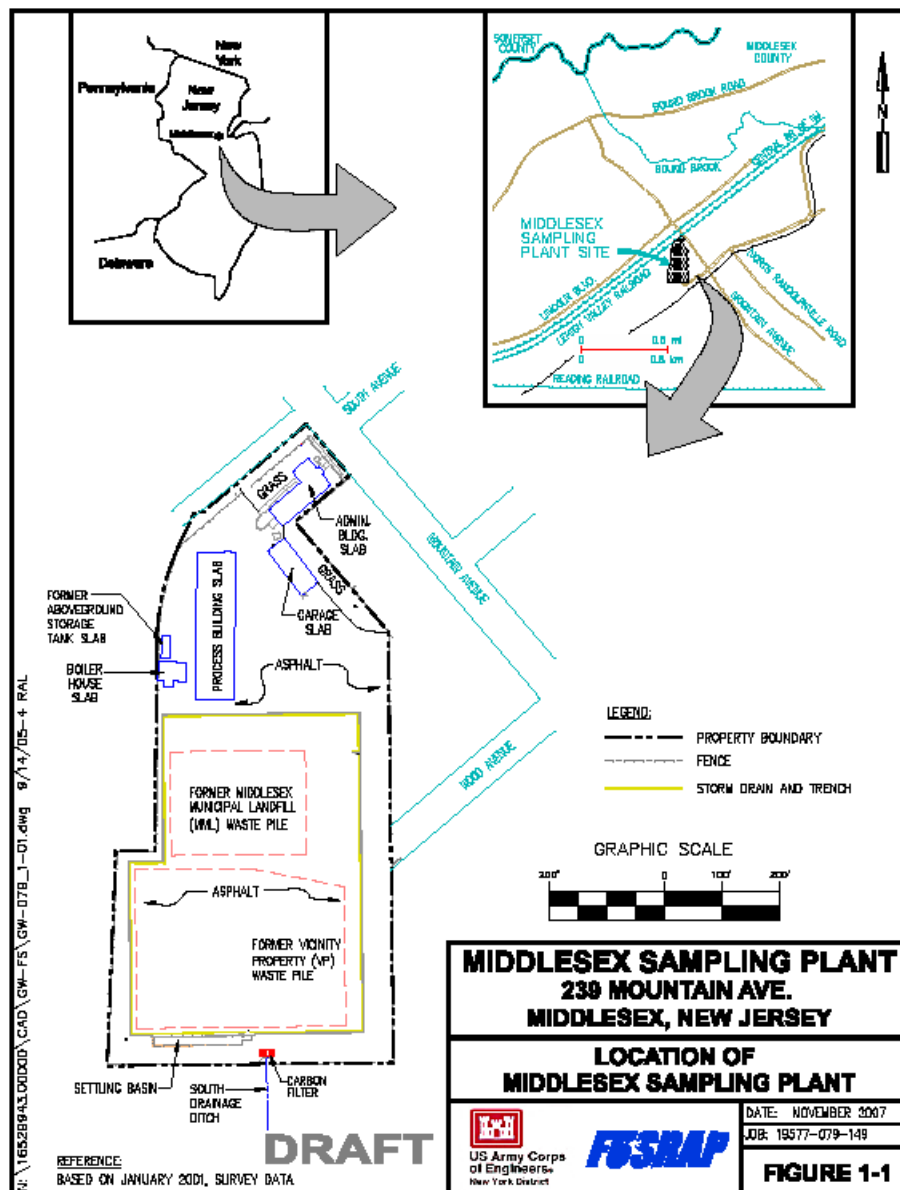 New
York
Pennsylvania
New
Jersey
Middlesex
Delaware
SOMERSET
COUNTY
MIDDLESEX
COUNTY
BOUND BROOK ROAD
BOUND BROOK
MIDDLESEX
SAMPLING
PLANT SITE
LINCOLN BLVD.
LEHIGH VALLEY RAILROAD
NORTH RANDOLPHVILLE ROAD
MOUNTAIN AVENUE
0 0.5 mi
0 0.5 km
READING RAILROAD
N
SOUTH AVENUE
GRASS
ADMIN.
BLDG.
SLAB
MOUNTAIN AVENUE
GRASS
GARAGE
SLAB
PROCESS BUILDING SLAB
FORMER
ABOVEGROUND
STORAGE
TANK SLAB
BOILER
HOUSE
SLAB
ASPHALT
WOOD AVENUE
LEGEND:
PROPERTY BOUNDARY
FENCE
STORM DRAIN AND TRENCH
FORMER MIDDLESEX
MUNICIPAL LANDFILL
(MML) WASTE PILE
GRAPHIC SCALE
200' 0 100' 200'
ASPHALT
FORMER VICINITY
PROPERTY (VP)
WASTE PILE
SETTLING BASIN
SOUTH
DRAINAGE
DITCH
CARBON
FILTER
DRAFT
REFERENCE:
BASED ON JANUARY 2001, SURVEY DATA
MIDDLESEX SAMPLING PLANT
239 MOUNTAIN AVE.
MIDDLESEX, NEW JERSEY
LOCATION OF
MIDDLESEX SAMPLING PLANT
US Army Corps
of Engineers®
New York District
FUSRAP
DATE: NOVEMBER 2007
JOB: 19577-079-149
FIGURE 1-1